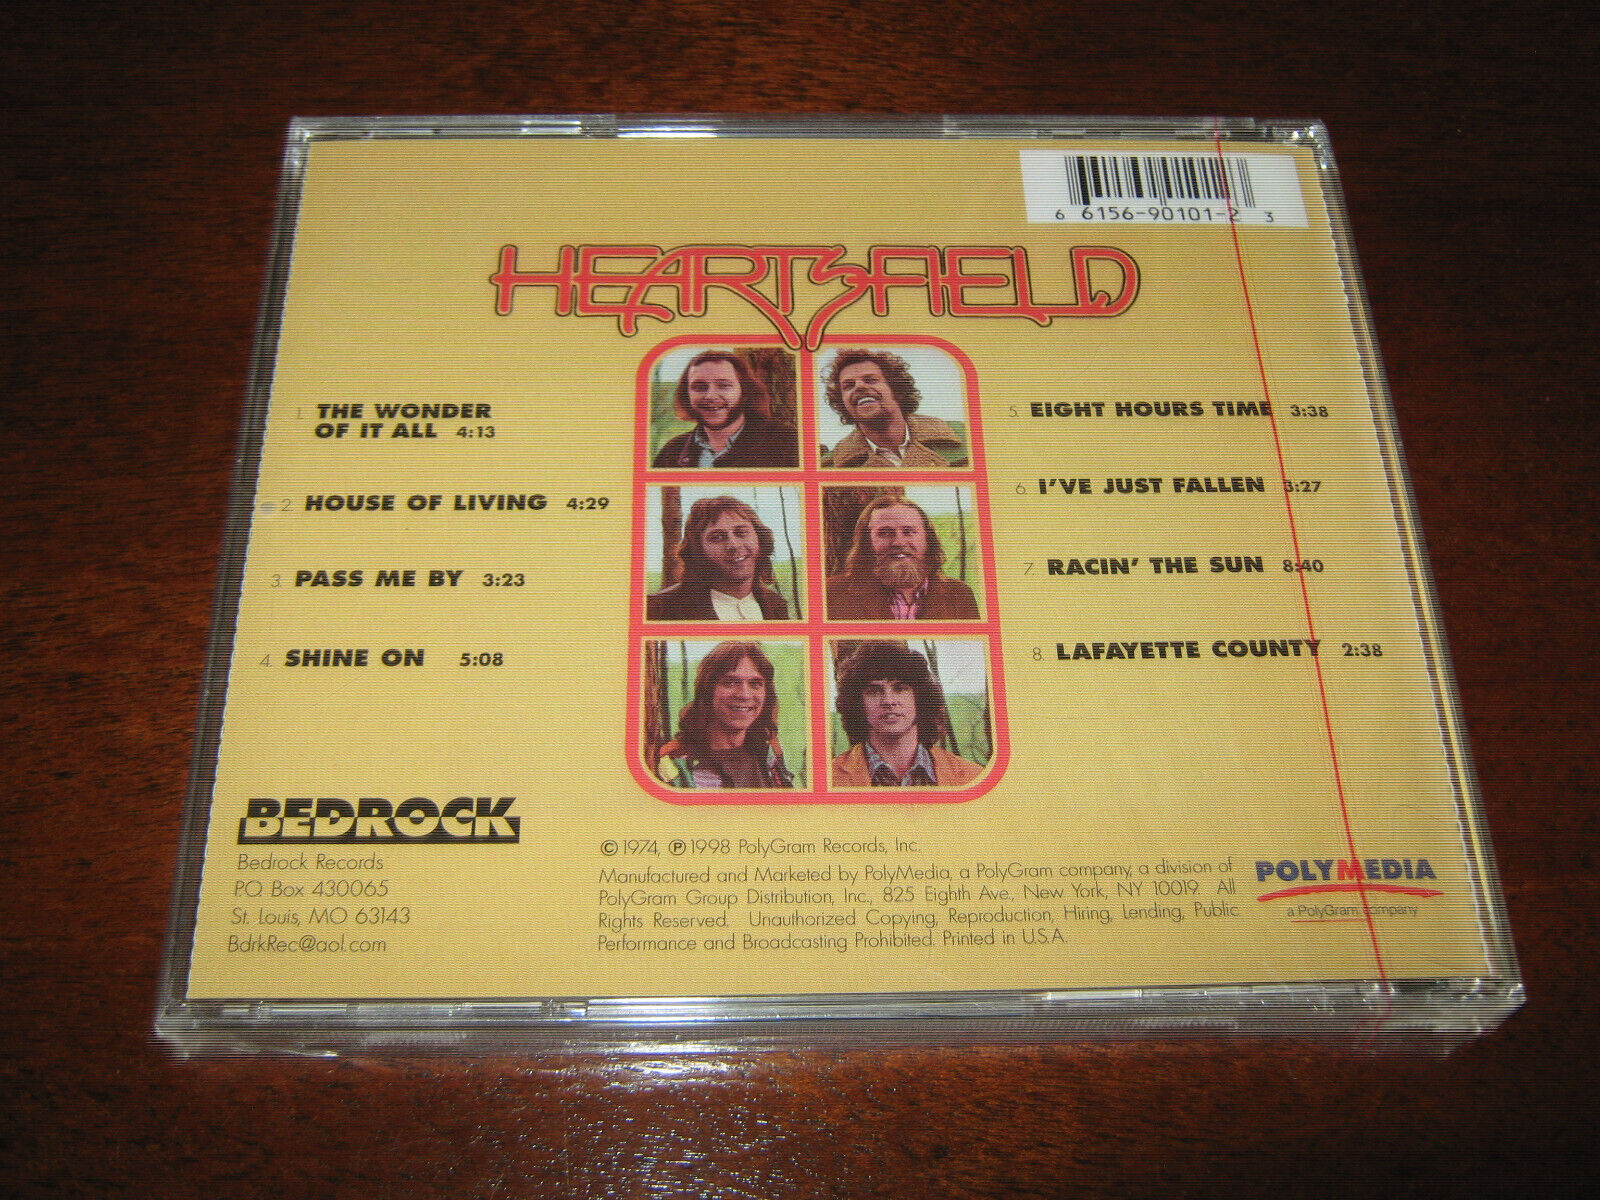 6 6156-90101-2 3
HEARTSFIELD
1. THE WONDER
OF IT ALL 4:13
2. HOUSE OF LIVING 4:29
3. PASS ME BY 3:23
4. SHINE ON 5:08
5. EIGHT HOURS TIME 3:38
6. I'VE JUST FALLEN 3:27
7. RACIN' THE SUN 8:40
8. LAFAYETTE COUNTY 2:38
BEDROCK
Bedrock Records
P.O. Box 430065
St. Louis, MO 63143
BdrkRec@aol.com
© 1974, ℗ 1998 PolyGram Records, Inc.
Manufactured and Marketed by PolyMedia, a PolyGram company, a division of
PolyGram Group Distribution, Inc., 825 Eighth Ave., New York, NY 10019. All
Rights Reserved. Unauthorized Copying, Reproduction, Hiring, Lending, Public
Performance and Broadcasting Prohibited. Printed in U.S.A.
POLYMEDIA
a PolyGram company